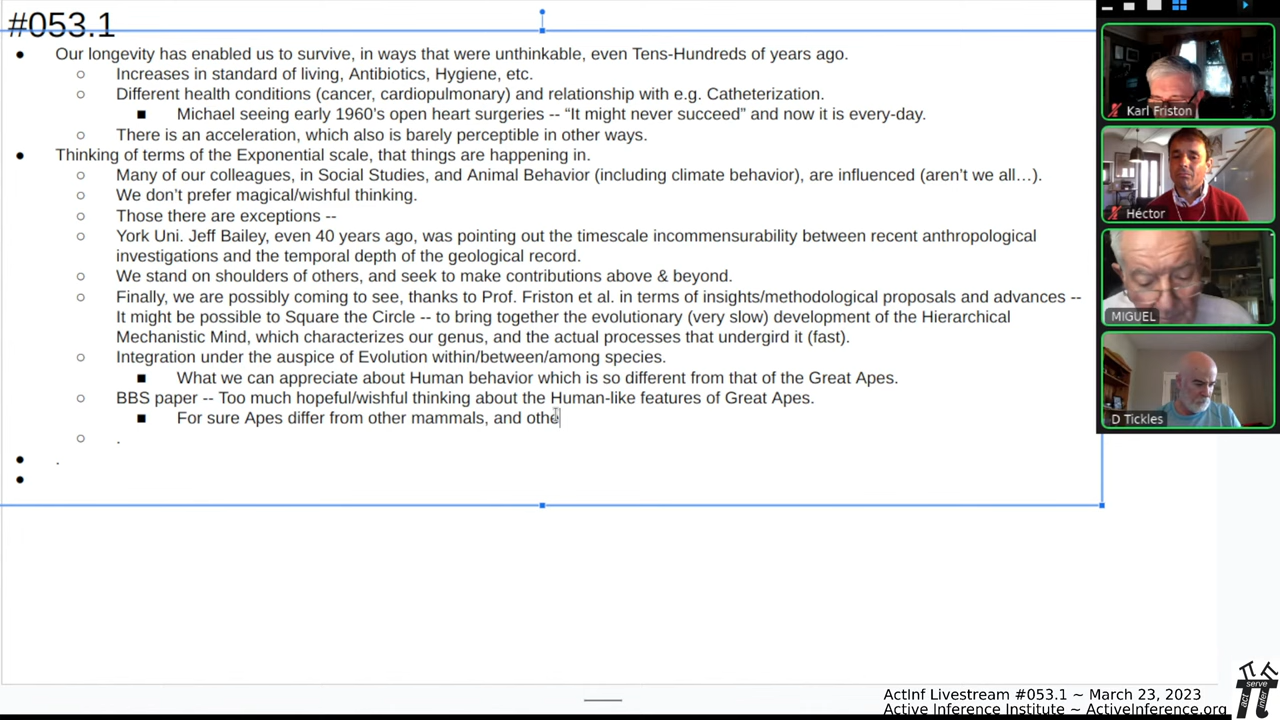 #053.1
● Our longevity has enabled us to survive, in ways that were unthinkable, even Tens-Hundreds of years ago.
○ Increases in standard of living, Antibiotics, Hygiene, etc.
○ Different health conditions (cancer, cardiopulmonary) and relationship with e.g. Catheterization.
■ Michael seeing early 1960's open heart surgeries -- “It might never succeed” and now it is every-day.
○ There is an acceleration, which also is barely perceptible in other ways.
● Thinking of terms of the Exponential scale, that things are happening in.
○ Many of our colleagues, in Social Studies, and Animal Behavior (including climate behavior), are influenced (aren’t we all…).
○ We don’t prefer magical/wishful thinking.
○ Those there are exceptions --
○ York Uni. Jeff Bailey, even 40 years ago, was pointing out the timescale incommensurability between recent anthropological
investigations and the temporal depth of the geological record.
○ We stand on shoulders of others, and seek to make contributions above & beyond.
○ Finally, we are possibly coming to see, thanks to Prof. Friston et al. in terms of insights/methodological proposals and advances --
It might be possible to Square the Circle -- to bring together the evolutionary (very slow) development of the Hierarchical
Mechanistic Mind, which characterizes our genus, and the actual processes that undergird it (fast).
○ Integration under the auspice of Evolution within/between/among species.
■ What we can appreciate about Human behavior which is so different from that of the Great Apes.
○ BBS paper -- Too much hopeful/wishful thinking about the Human-like features of Great Apes.
■ For sure Apes differ from other mammals, and othe
○ .
● .
●
Karl Friston
Héctor
MIGUEL
D Tickles
ActInf Livestream #053.1 ~ March 23, 2023
Active Inference Institute ~ ActiveInference.org
serve
act
infer